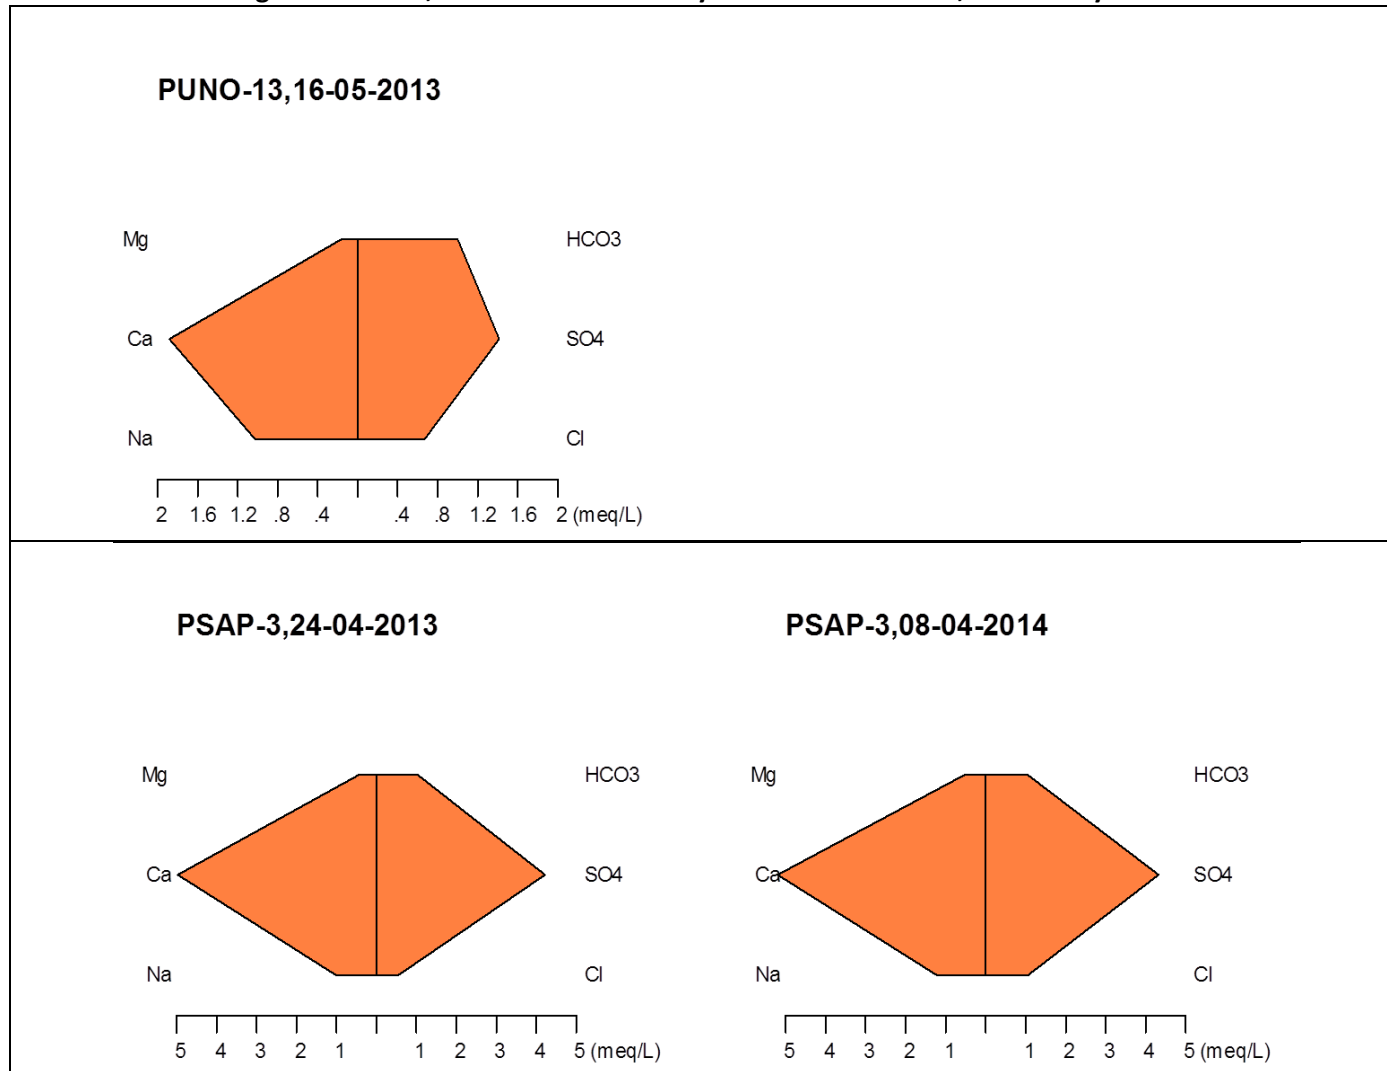 PUNO-13,16-05-2013
Mg HCO3
Ca SO4
Na Cl
2 1.6 1.2 .8 .4 .4 .8 1.2 1.6 2 (meq/L)
PSAP-3,24-04-2013 PSAP-3,08-04-2014
Mg HCO3 Mg HCO3
Ca SO4 Ca SO4
Na Cl Na Cl
5 4 3 2 1 1 2 3 4 5 (meq/L) 5 4 3 2 1 1 2 3 4 5 (meq/L)